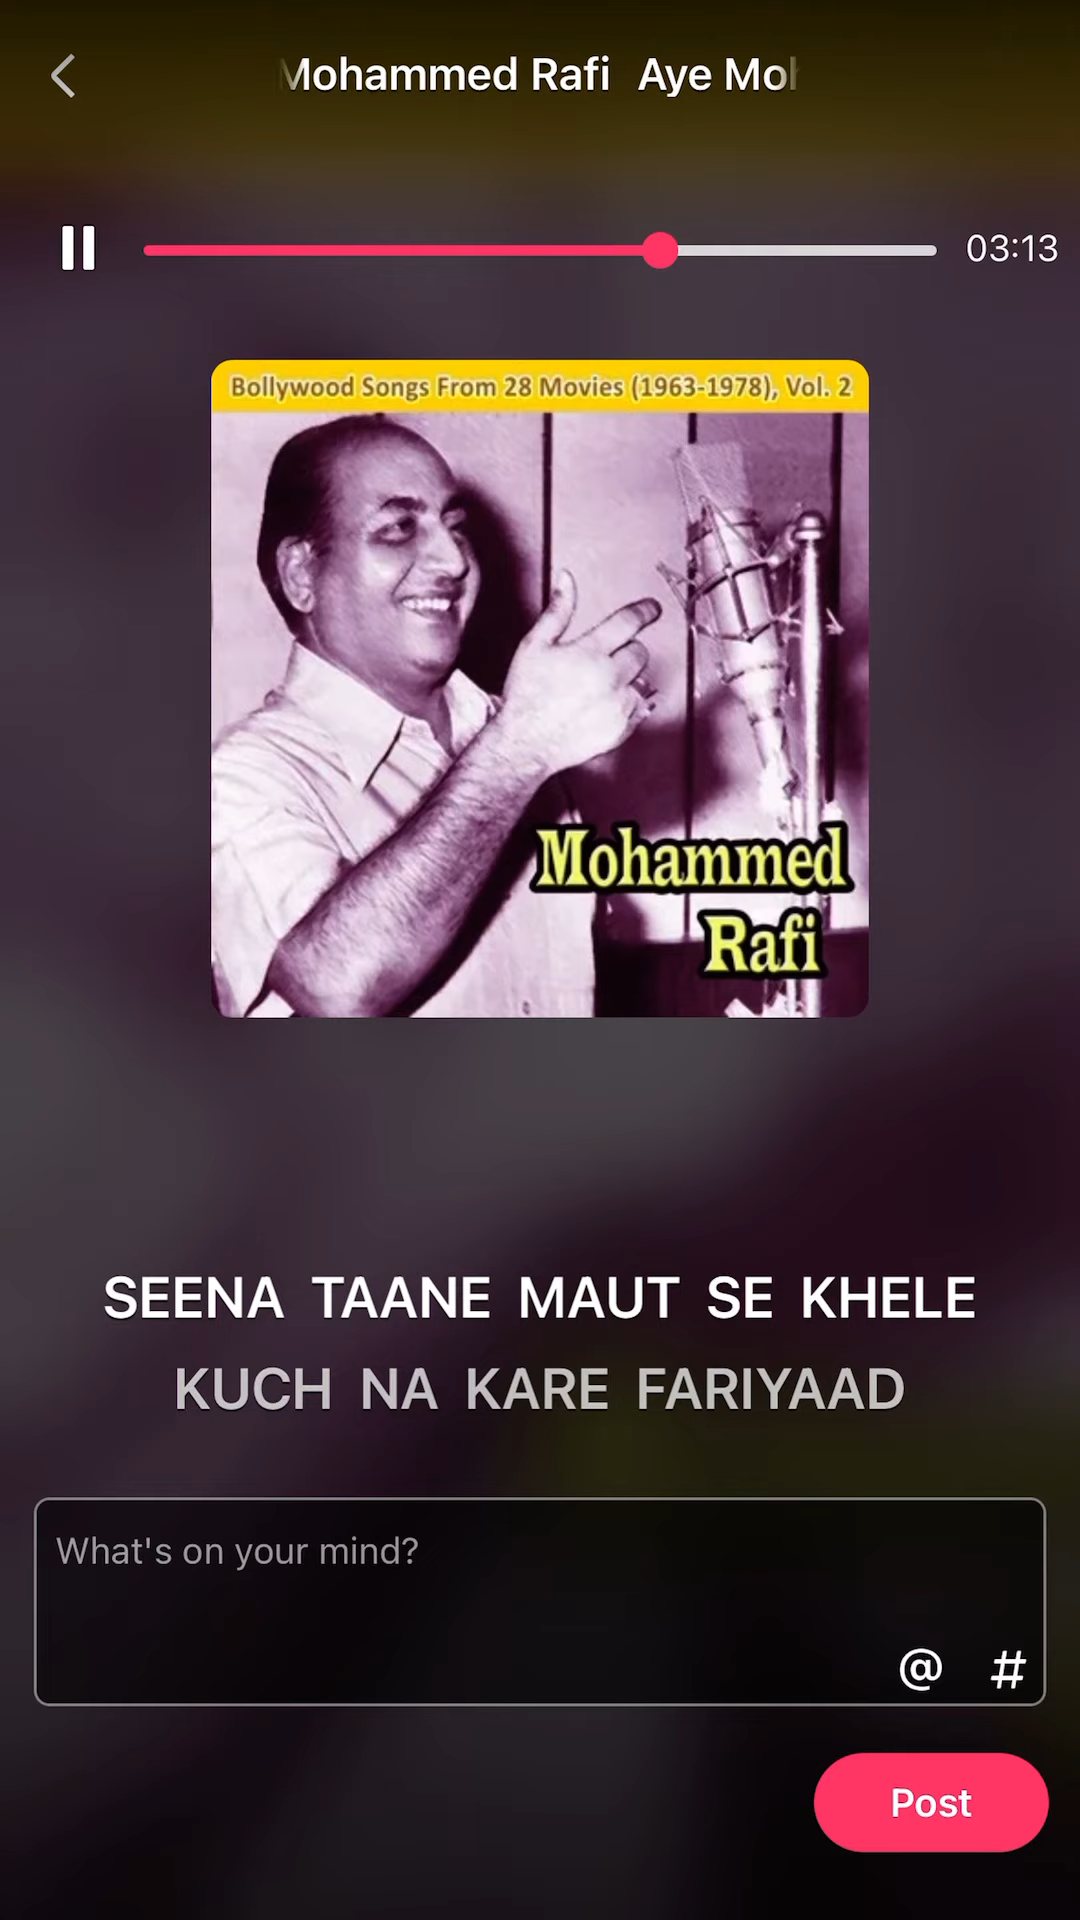 Mohammed Rafi Aye Moh
03:13
Bollywood Songs From 28 Movies (1963-1978), Vol. 2
Mohammed
Rafi
SEENA TAANE MAUT SE KHELE
KUCH NA KARE FARIYAAD
What's on your mind?
@ #
Post